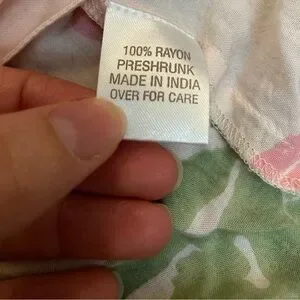 100% RAYON
PRESHRUNK
MADE IN INDIA
OVER FOR CARE